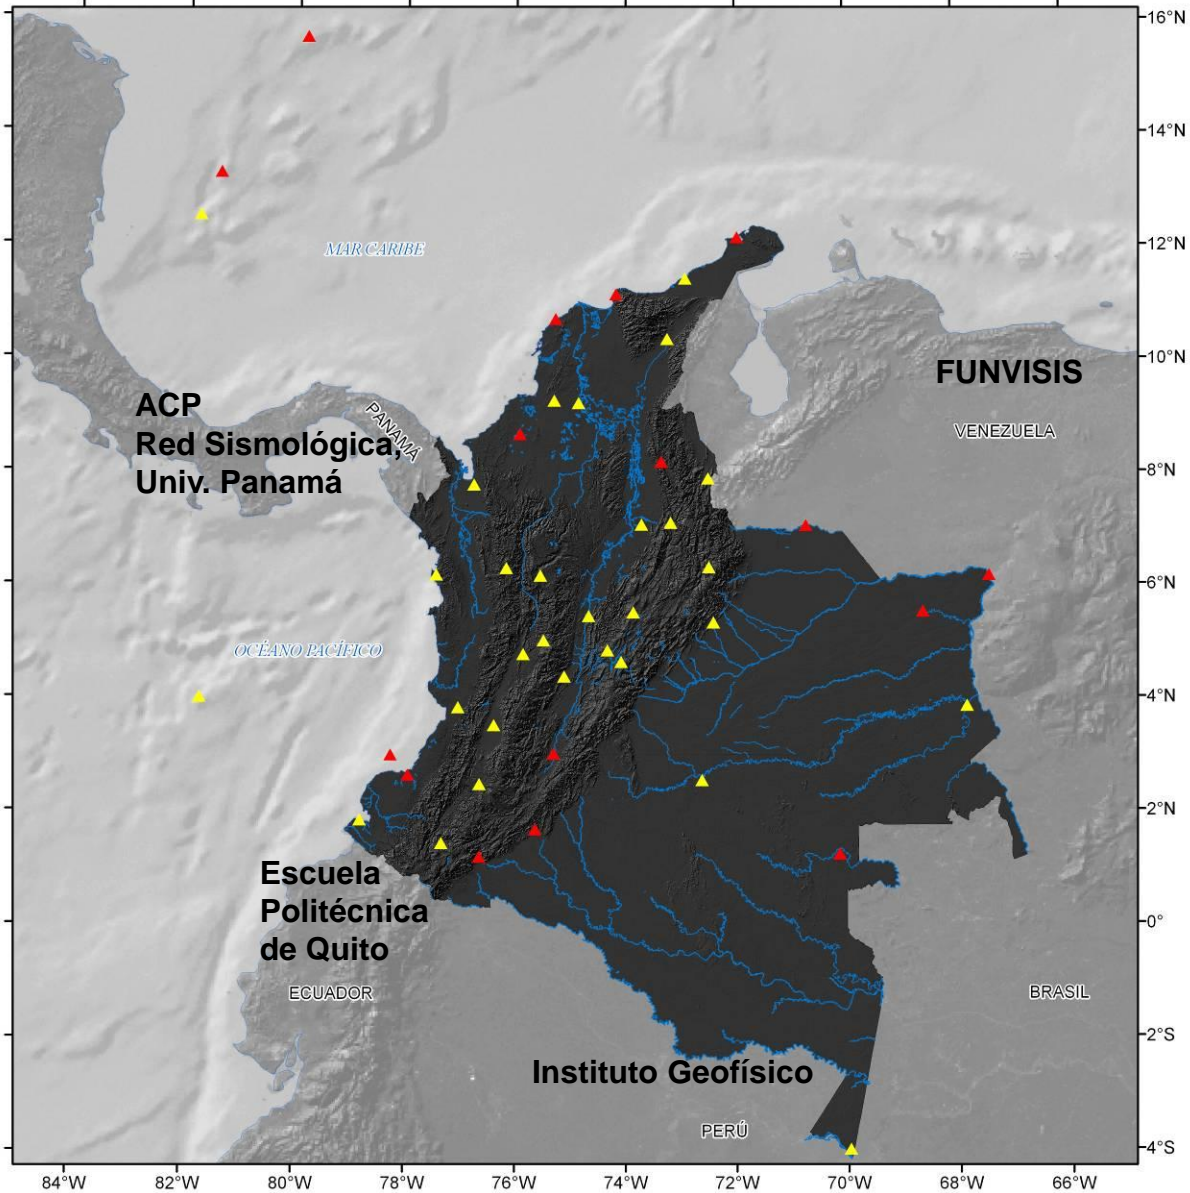 16°N
14°N
MAR CARIBE
12°N
10°N
FUNVISIS
ACP
PANAMÁ
Red Sismológica,
VENEZUELA
Univ. Panamá
8°N
6°N
OCÉANO PACÍFICO
4°N
2°N
Escuela
Politécnica
0°
de Quito
ECUADOR
BRASIL
2°S
Instituto Geofísico
PERÚ
4°S
84°W 82°W 80°W 78°W 76°W 74°W 72°W 70°W 68°W 66°W